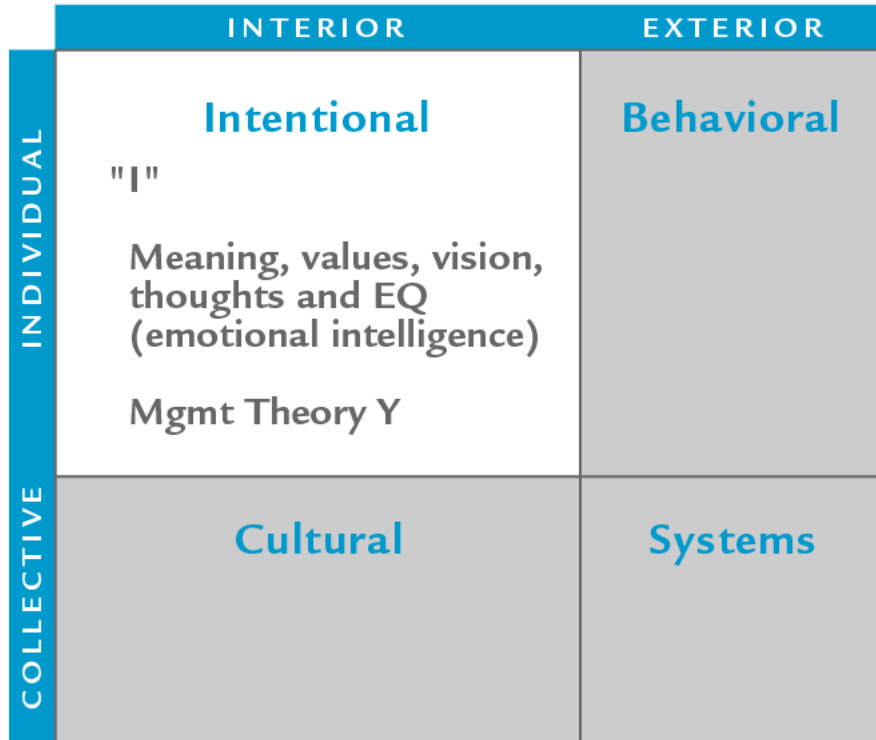 INTERIOR
EXTERIOR
INDIVIDUAL
Intentional
Behavioral
"I"
Meaning, values, vision,
thoughts and EQ
(emotional intelligence)
Mgmt Theory Y
COLLECTIVE
Cultural
Systems